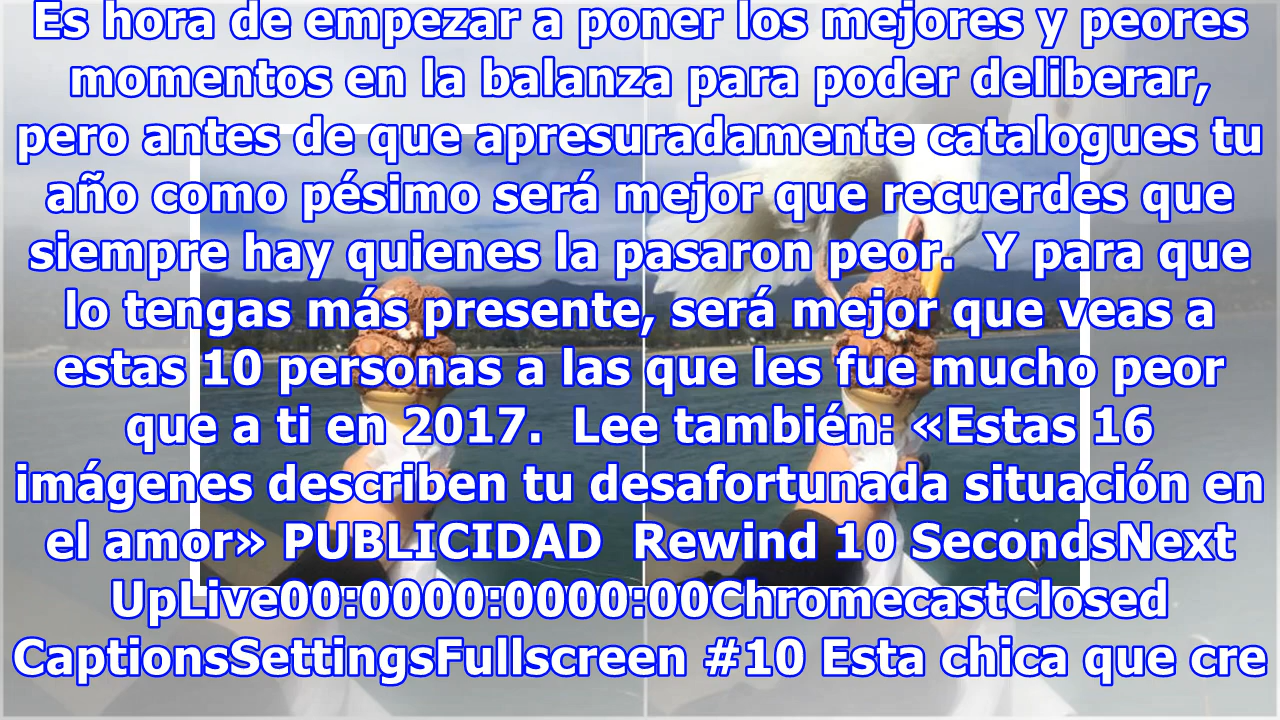 Es hora de empezar a poner los mejores y peores
momentos en la balanza para poder deliberar,
pero antes de que apresuradamente catalogues tu
año como pésimo será mejor que recuerdes que
siempre hay quienes la pasaron peor.  Y para que
lo tengas más presente, será mejor que veas a
estas 10 personas a las que les fue mucho peor
que a ti en 2017.  Lee también: «Estas 16
imágenes describen tu desafortunada situación en
el amor» PUBLICIDAD  Rewind 10 SecondsNext
UpLive00:0000:0000:00ChromecastClosed
CaptionsSettingsFullscreen #10 Esta chica que cre